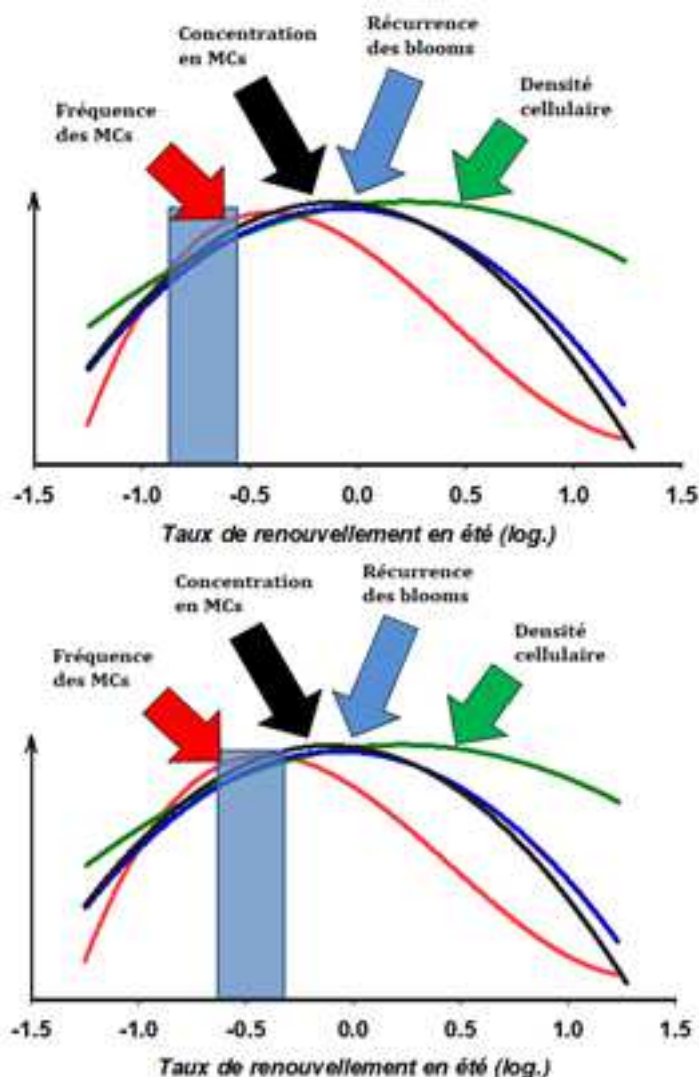 Concentration
en MCs
Récurrence
des blooms
Densité
cellulaire
Fréquence
des MCs
-1.5 -1.0 -0.5 0.0 0.5 1.0 1.5
Taux de renouvellement en été (log.)
Concentration
en MCs
Récurrence
des blooms
Densité
cellulaire
Fréquence
des MCs
-1.5 -1.0 -0.5 0.0 0.5 1.0 1.5
Taux de renouvellement en été (log.)